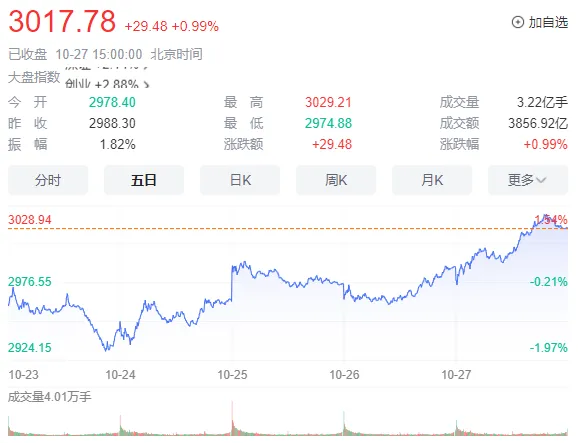 3017.78 +29.48 +0.99% 加自选
已收盘 10-27 15:00:00 北京时间
大盘指数 创业 +2.88%
今开 2978.40 最高 3029.21 成交量 3.22亿手
昨收 2988.30 最低 2974.88 成交额 3856.92亿
振幅 1.82% 涨跌额 +29.48 涨跌幅 +0.99%
分时 五日 日K 周K 月K 更多
3028.94 1.54%
2976.55 -0.21%
2924.15 -1.97%
10-23 10-24 10-25 10-26 10-27
成交量4.01万手